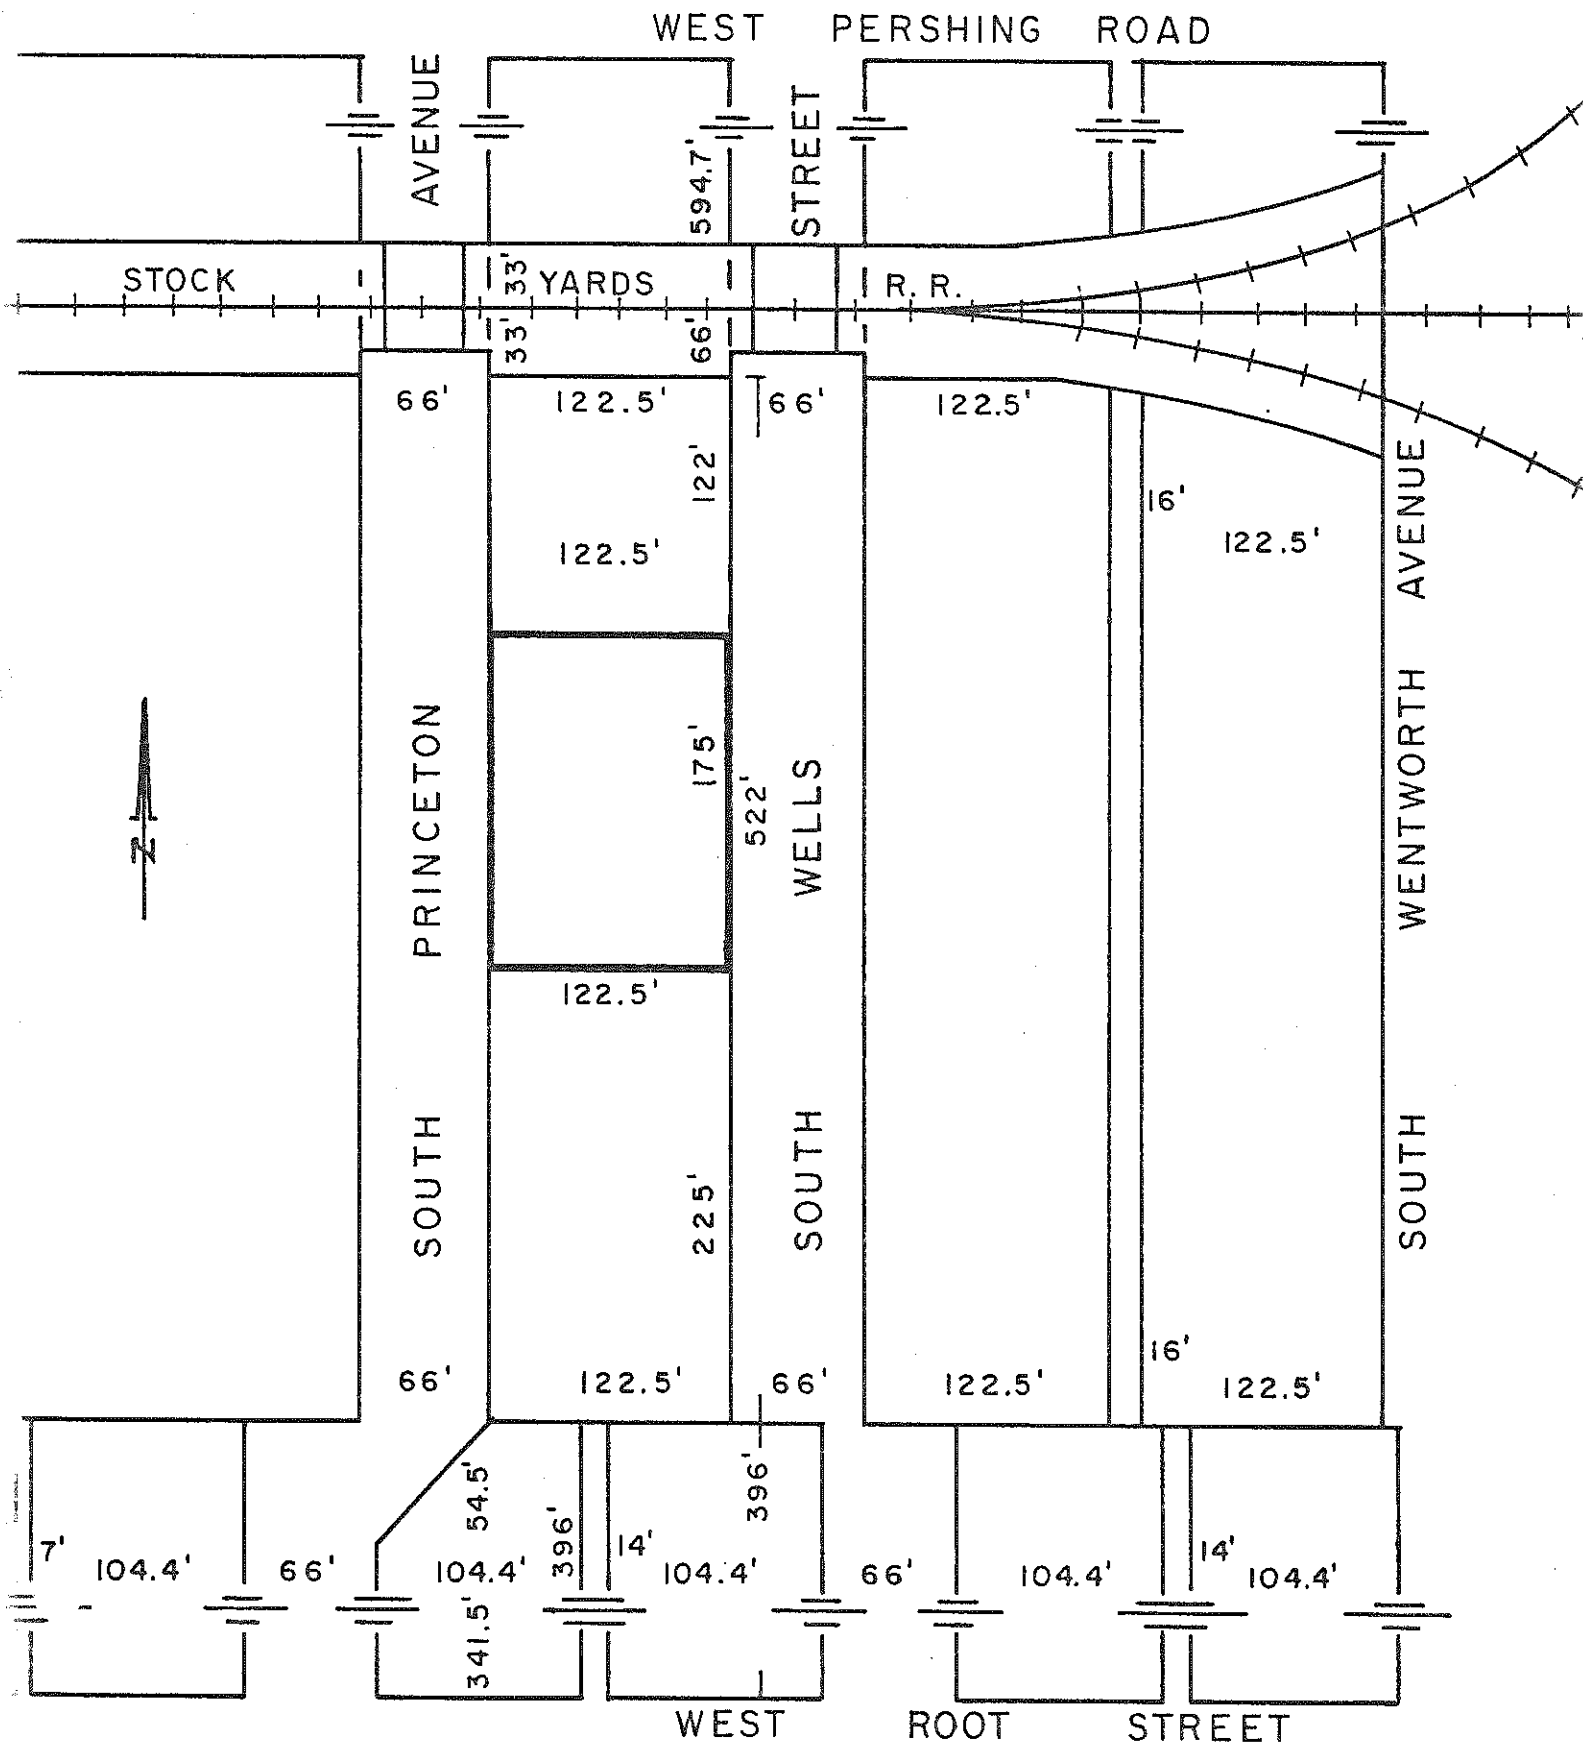 WEST PERSHING ROAD
AVENUE
STREET
594.7'
STOCK YARDS R. R.
33'
33'
66'
66'
122.5'
66'
122.5'
122'
16'
122.5'
122.5'
AVENUE
N
PRINCETON
175'
522'
WELLS
WENTWORTH
122.5'
SOUTH
225'
SOUTH
SOUTH
16'
66'
122.5'
66'
122.5'
122.5'
54.5'
396'
396'
7'
104.4'
66'
104.4'
14'
104.4'
66'
104.4'
14'
104.4'
341.5'
WEST ROOT STREET